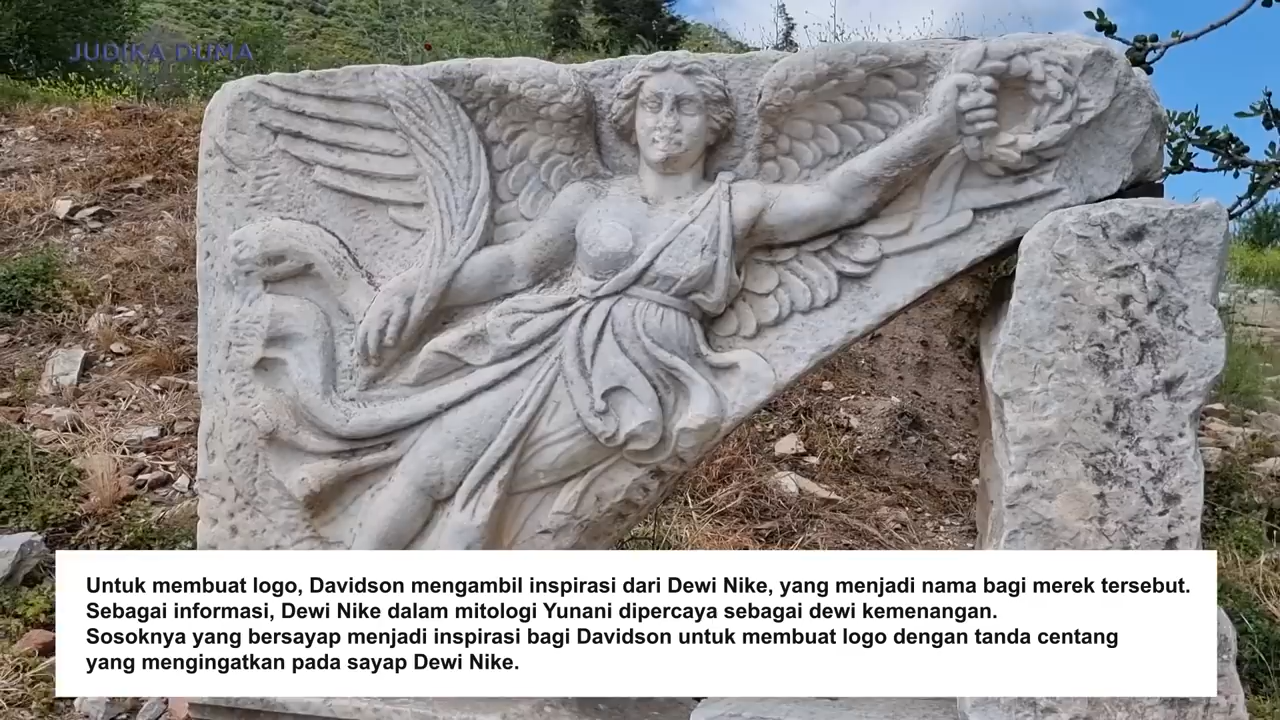 JUDIKA DUMA
Untuk membuat logo, Davidson mengambil inspirasi dari Dewi Nike, yang menjadi nama bagi merek tersebut.
Sebagai informasi, Dewi Nike dalam mitologi Yunani dipercaya sebagai dewi kemenangan.
Sosoknya yang bersayap menjadi inspirasi bagi Davidson untuk membuat logo dengan tanda centang
yang mengingatkan pada sayap Dewi Nike.